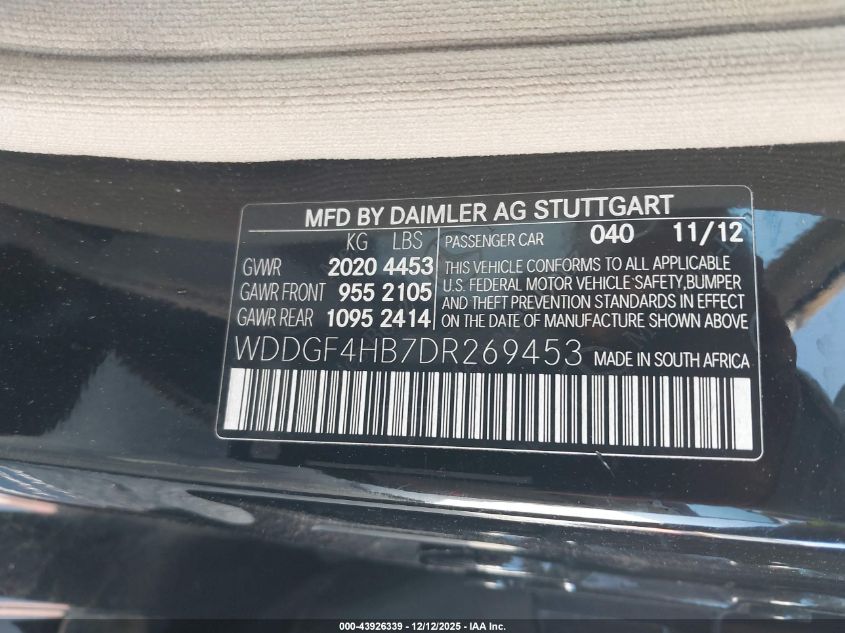 MFD BY DAIMLER AG STUTTGART
KG LBS PASSENGER CAR 040 11/12
GVWR 2020 4453 THIS VEHICLE CONFORMS TO ALL APPLICABLE
U.S. FEDERAL MOTOR VEHICLE SAFETY,BUMPER
GAWR FRONT 955 2105 AND THEFT PREVENTION STANDARDS IN EFFECT
GAWR REAR 1095 2414 ON THE DATE OF MANUFACTURE SHOWN ABOVE
WDDGF4HB7DR269453 MADE IN SOUTH AFRICA
000-43926339 - 12/12/2025 - IAA Inc.